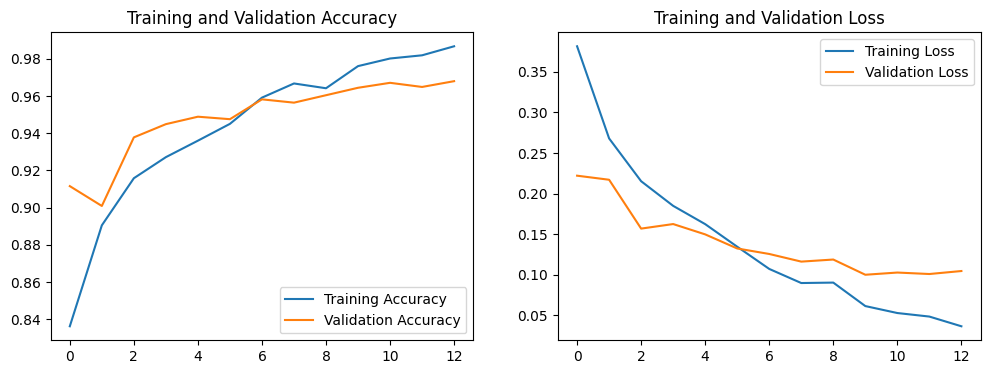 Training and Validation Accuracy
0.98
0.96
0.94
0.92
0.90
0.88
0.86
0.84
0 2 4 6 8 10 12
Training Accuracy
Validation Accuracy
Training and Validation Loss
0.35
0.30
0.25
0.20
0.15
0.10
0.05
0 2 4 6 8 10 12
Training Loss
Validation Loss